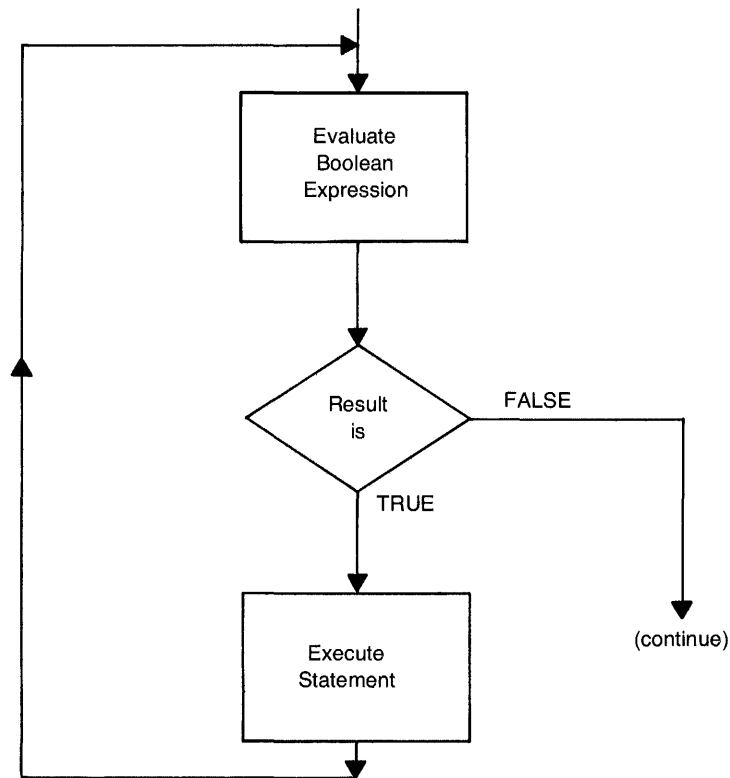 Evaluate
Boolean
Expression
Result
is
FALSE
TRUE
Execute
Statement
(continue)